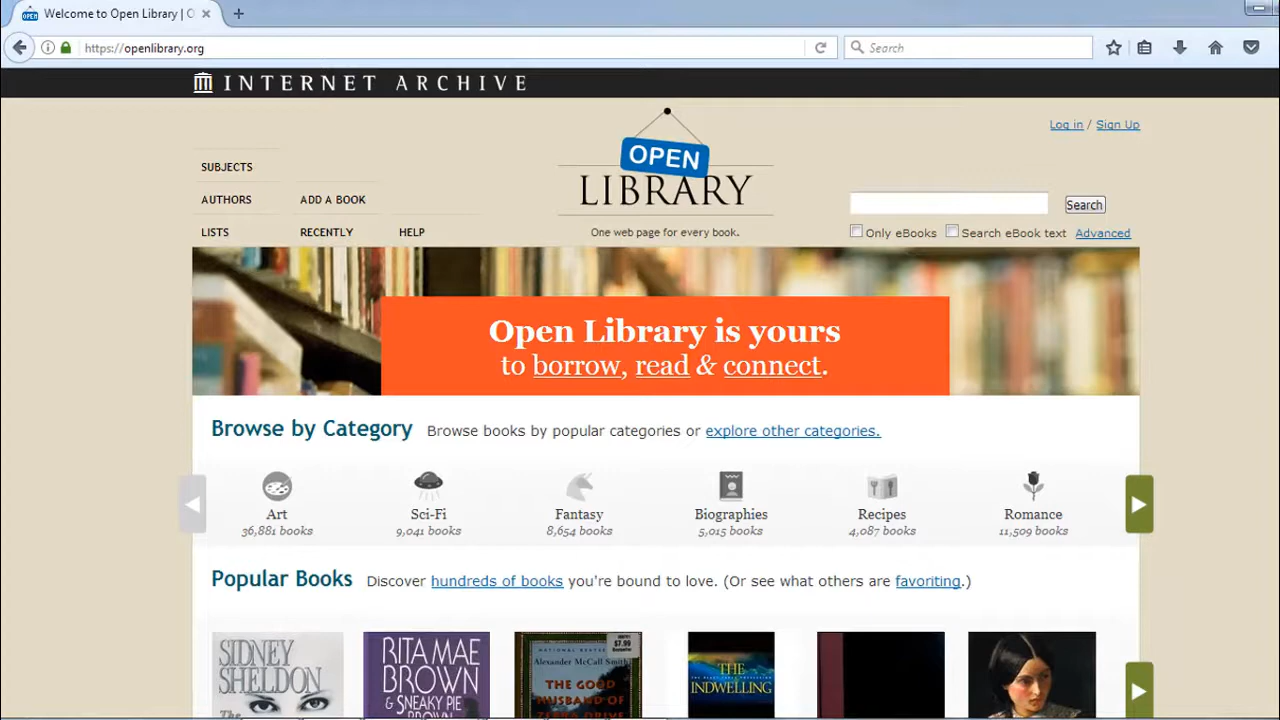 Welcome to Open Library | O
https://openlibrary.org
Search
INTERNET ARCHIVE
Log in / Sign Up
OPEN
LIBRARY
One web page for every book.
SUBJECTS
AUTHORS
ADD A BOOK
LISTS
RECENTLY
HELP
Search
Only eBooks
Search eBook text
Advanced
Open Library is yours
to borrow, read & connect.
Browse by Category Browse books by popular categories or explore other categories.
Art
36,881 books
Sci-Fi
9,041 books
Fantasy
8,654 books
Biographies
5,015 books
Recipes
4,087 books
Romance
11,509 books
Popular Books Discover hundreds of books you're bound to love. (Or see what others are favoriting.)
SIDNEY
SHELDON
The
RITA MAE
BROWN
& SNEAKY PIE
BROWN
$7.99
Alexander McCall Smith
THE GOOD
HUSBAND OF
ZEBRA DRIVE
THE
INDWELLING